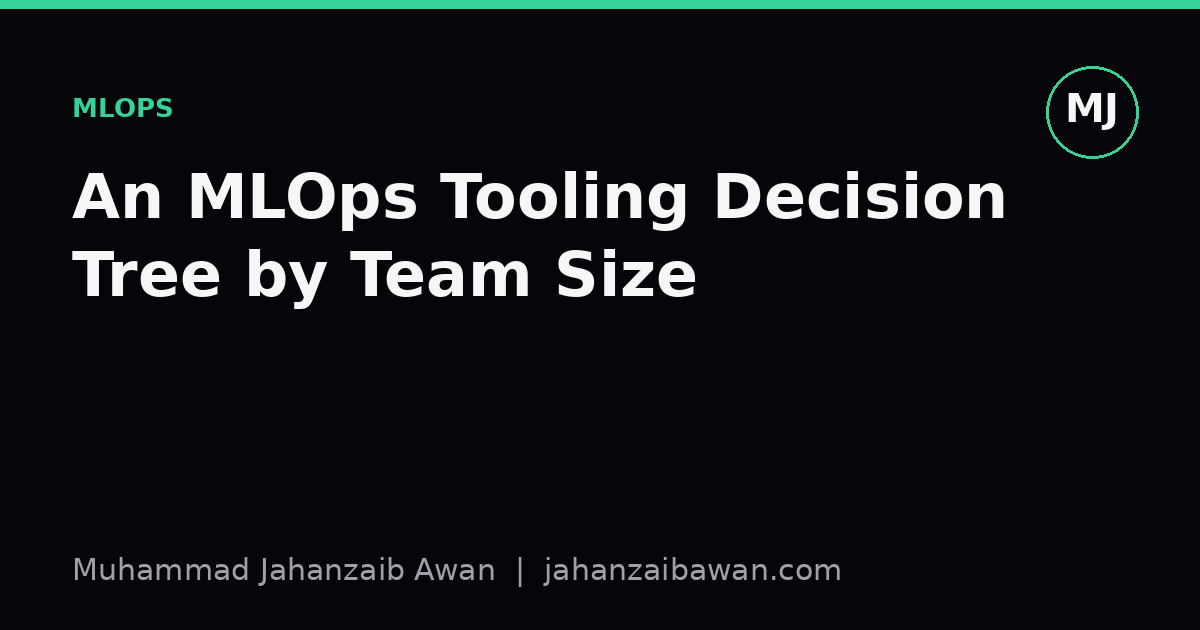 MLOPS
MJ
An MLOps Tooling Decision
Tree by Team Size
Muhammad Jahanzaib Awan | jahanzaibawan.com